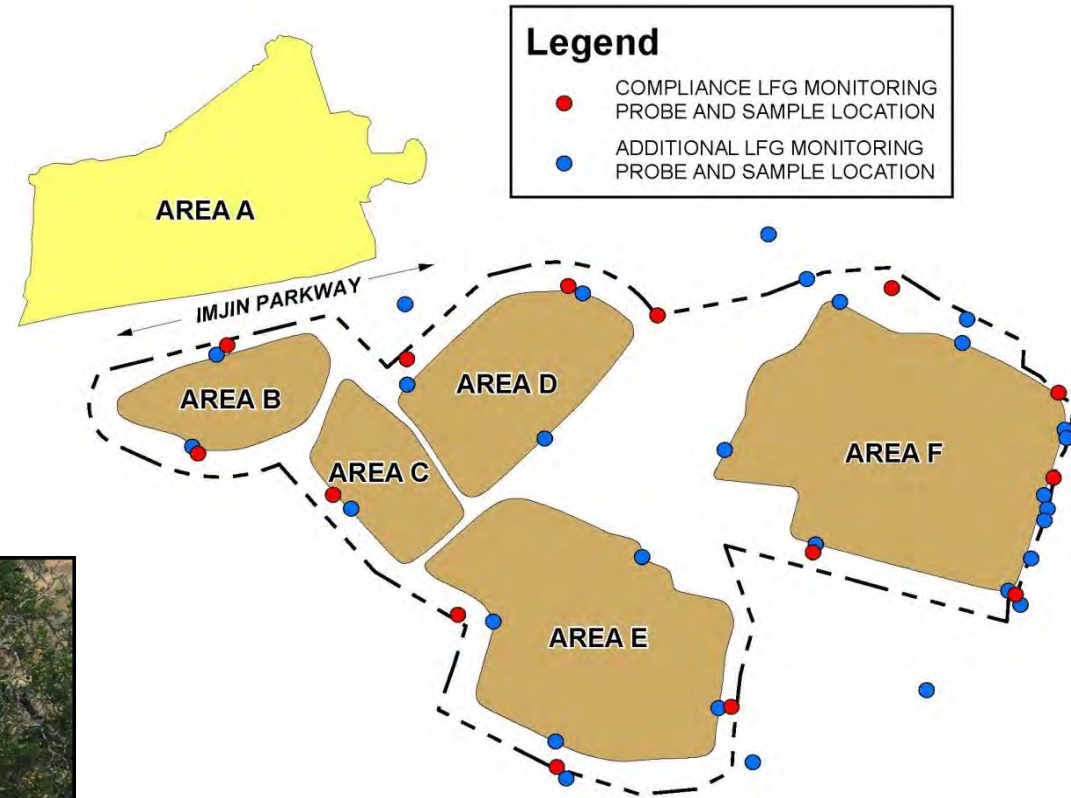 Legend
COMPLIANCE LFG MONITORING
PROBE AND SAMPLE LOCATION
ADDITIONAL LFG MONITORING
PROBE AND SAMPLE LOCATION
AREA A
IMJIN PARKWAY
AREA B
AREA C
AREA D
AREA E
AREA F